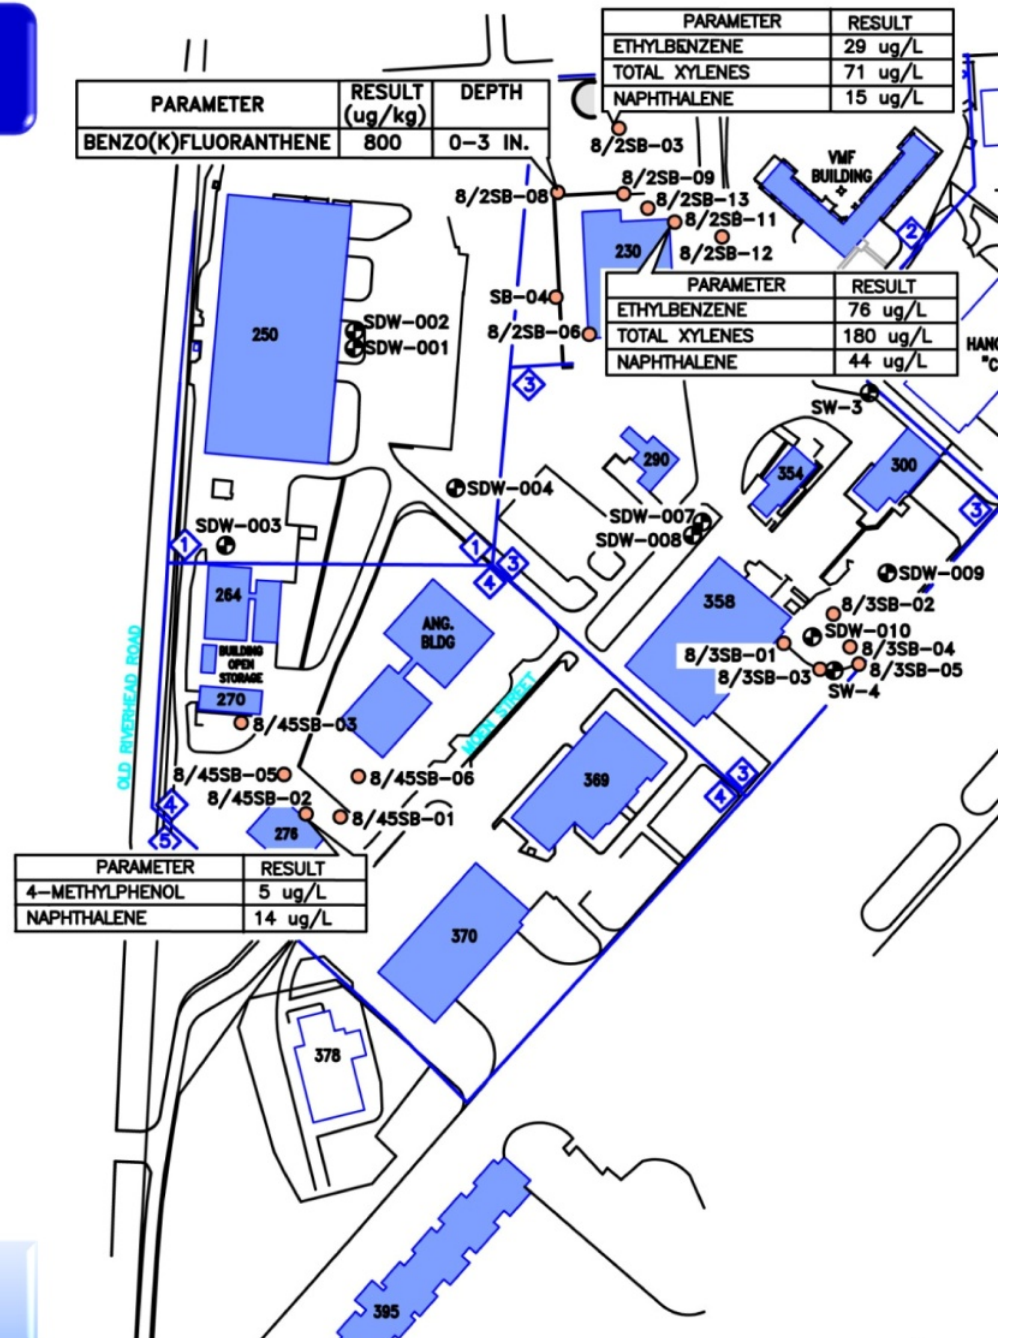 PARAMETER RESULT
ETHYLBENZENE 29 ug/L
TOTAL XYLENES 71 ug/L
NAPHTHALENE 15 ug/L
PARAMETER RESULT (ug/kg) DEPTH
BENZO(K)FLUORANTHENE 800 0-3 IN.
8/2SB-03
VMF
BUILDING
8/2SB-09
8/2SB-08
8/2SB-13
8/2SB-11
2
230
8/2SB-12
PARAMETER RESULT
ETHYLBENZENE 76 ug/L
TOTAL XYLENES 180 ug/L
NAPHTHALENE 44 ug/L
SB-04
SDW-002
250
8/2SB-06
SDW-001
3
SW-3
290
354
300
SDW-004
SDW-007
3
SDW-003
SDW-008
1
1
3
4
SDW-009
264
358
8/3SB-02
ANG.
BLDG
SDW-010
8/3SB-04
BUILDING
OPEN
STORAGE
8/3SB-01
8/3SB-05
8/3SB-03
SW-4
OLD RIVERHEAD ROAD
270
MOEN STREET
8/45SB-03
8/45SB-05
8/45SB-06
369
3
4
8/45SB-02
4
8/45SB-01
276
5
PARAMETER RESULT
4-METHYLPHENOL 5 ug/L
NAPHTHALENE 14 ug/L
370
378
395